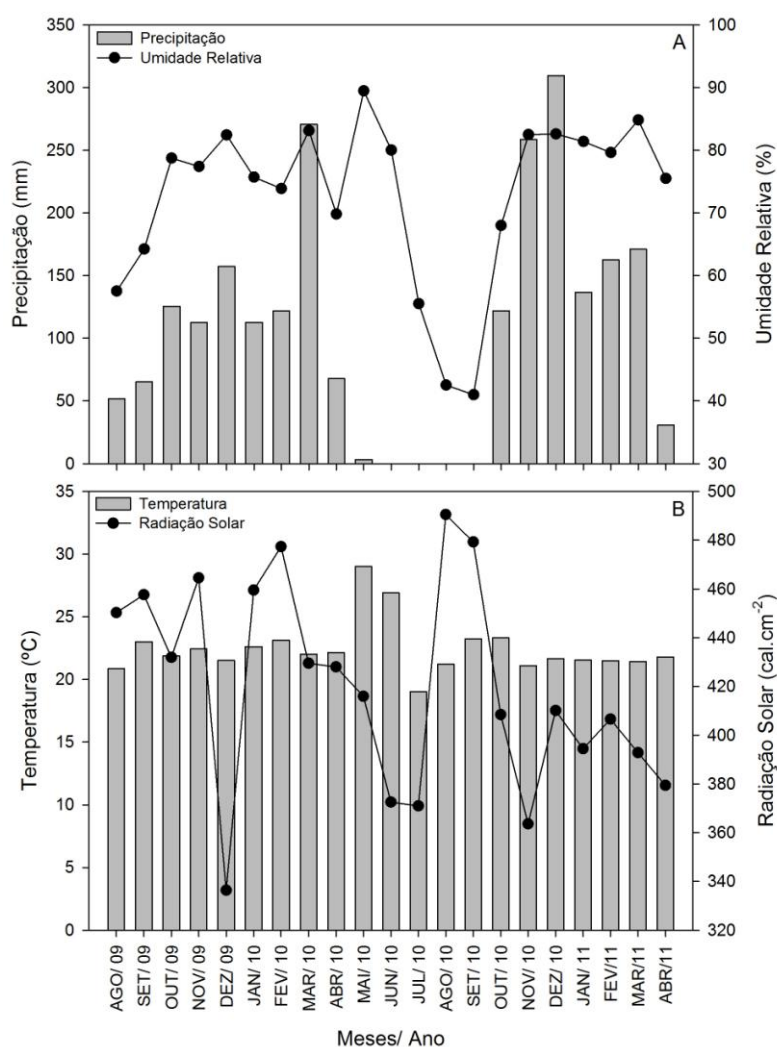 Precipitação
Umidade Relativa
A
350
300
250
200
150
100
50
0
Precipitação (mm)
100
90
80
70
60
50
40
30
Umidade Relativa (%)
Temperatura
Radiação Solar
B
35
30
25
20
15
10
5
0
Temperatura (ºC)
500
480
460
440
420
400
380
360
340
320
Radiação Solar (cal.cm-2)
AGO/ 09
SET/ 09
OUT/ 09
NOV/ 09
DEZ/ 09
JAN/ 10
FEV/ 10
MAR/ 10
ABR/ 10
MAI/ 10
JUN/ 10
JUL/ 10
AGO/ 10
SET/ 10
OUT/ 10
NOV/ 10
DEZ/ 10
JAN/ 11
FEV/11
MAR/11
ABR/11
Meses/ Ano